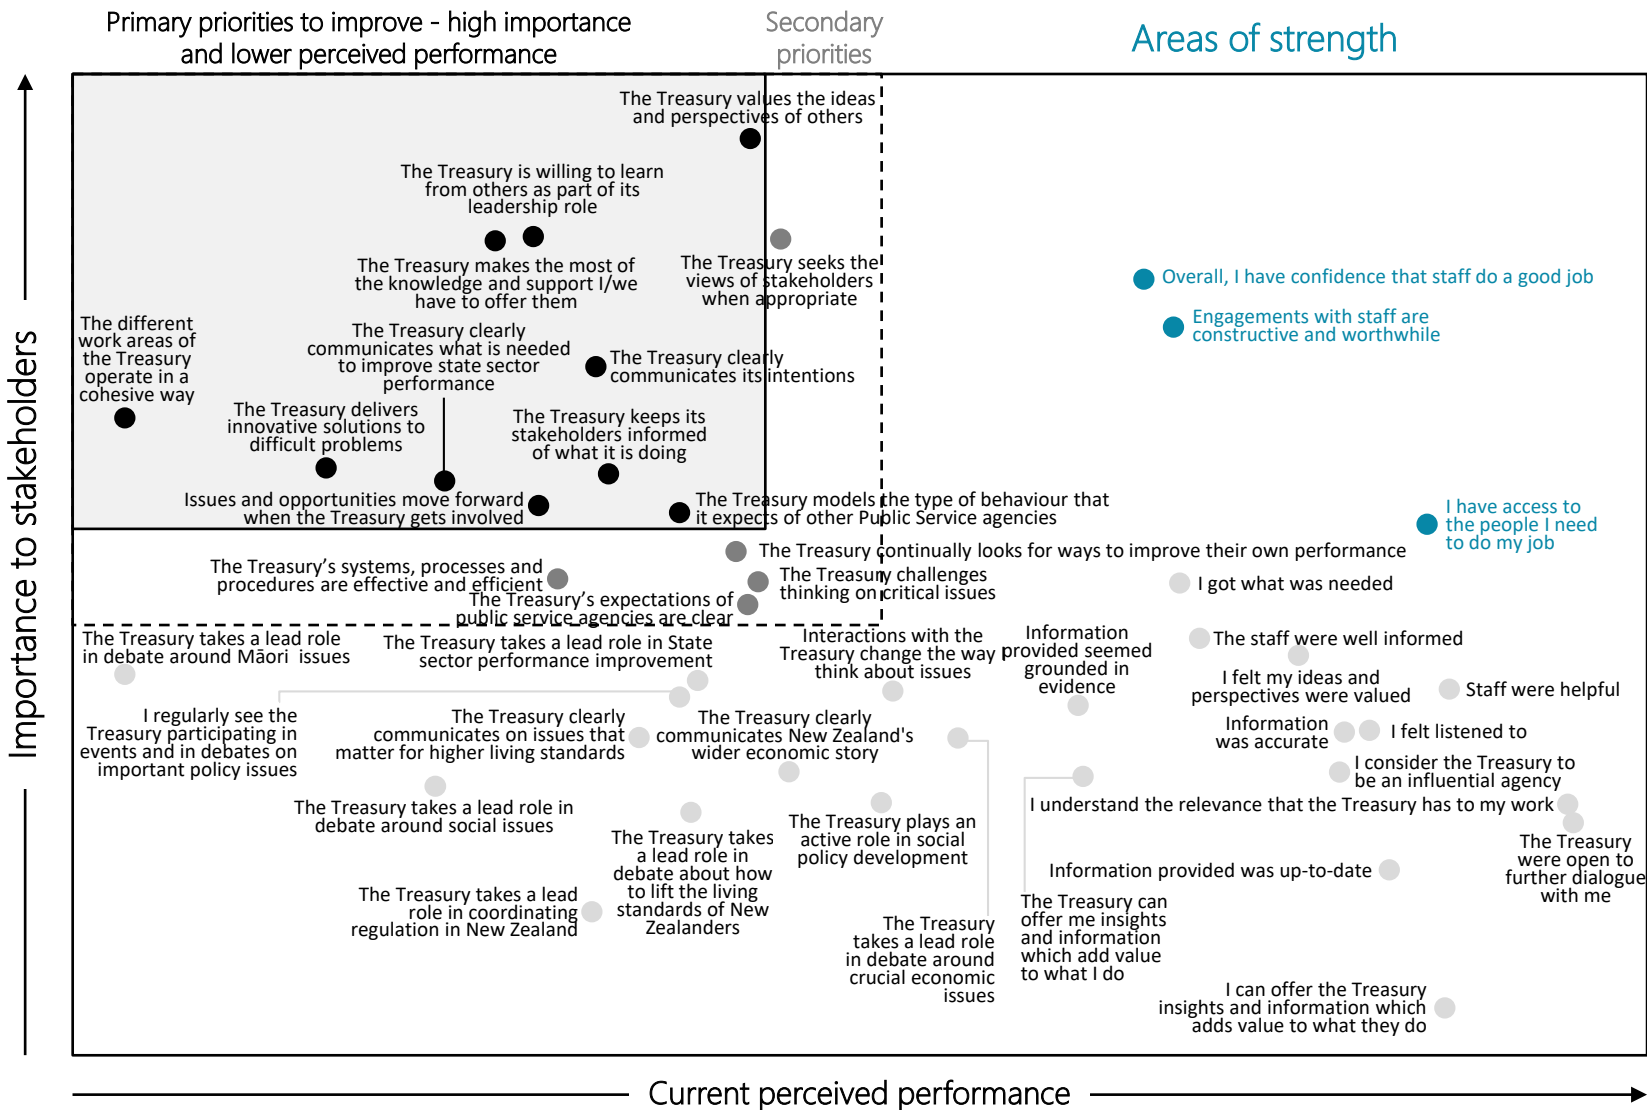 Primary priorities to improve - high importance
and lower perceived performance
Secondary
priorities
Areas of strength
Importance to stakeholders
The Treasury values the ideas
and perspectives of others
The Treasury is willing to learn
from others as part of its
leadership role
The Treasury makes the most of
the knowledge and support I/we
have to offer them
The Treasury seeks the
views of stakeholders
when appropriate
Overall, I have confidence that staff do a good job
Engagements with staff are
constructive and worthwhile
The different
work areas of
the Treasury
operate in a
cohesive way
The Treasury clearly
communicates what is needed
to improve state sector
performance
The Treasury clearly
communicates its intentions
The Treasury delivers
innovative solutions to
difficult problems
The Treasury keeps its
stakeholders informed
of what it is doing
Issues and opportunities move forward
when the Treasury gets involved
The Treasury models the type of behaviour that
it expects of other Public Service agencies
I have access to
the people I need
to do my job
The Treasury continually looks for ways to improve their own performance
The Treasury's systems, processes and
procedures are effective and efficient
The Treasury challenges
thinking on critical issues
I got what was needed
The Treasury's expectations of
public service agencies are clear
The Treasury takes a lead role
in debate around Māori issues
The Treasury takes a lead role in State
sector performance improvement
Interactions with the
Treasury change the way I
think about issues
Information
provided seemed
grounded in
evidence
The staff were well informed
I felt my ideas and
perspectives were valued
Staff were helpful
I regularly see the
Treasury participating in
events and in debates on
important policy issues
The Treasury clearly
communicates on issues that
matter for higher living standards
The Treasury clearly
communicates New Zealand's
wider economic story
Information
was accurate
I felt listened to
I consider the Treasury to
be an influential agency
The Treasury takes a lead role in
debate around social issues
I understand the relevance that the Treasury has to my work
The Treasury takes
a lead role in
debate about how
to lift the living
standards of New
Zealanders
The Treasury plays an
active role in social
policy development
The Treasury
were open to
further dialogue
with me
Information provided was up-to-date
The Treasury takes a lead
role in coordinating
regulation in New Zealand
The Treasury
takes a lead role
in debate around
crucial economic
issues
The Treasury can
offer me insights
and information
which add value
to what I do
I can offer the Treasury
insights and information which
adds value to what they do
Current perceived performance